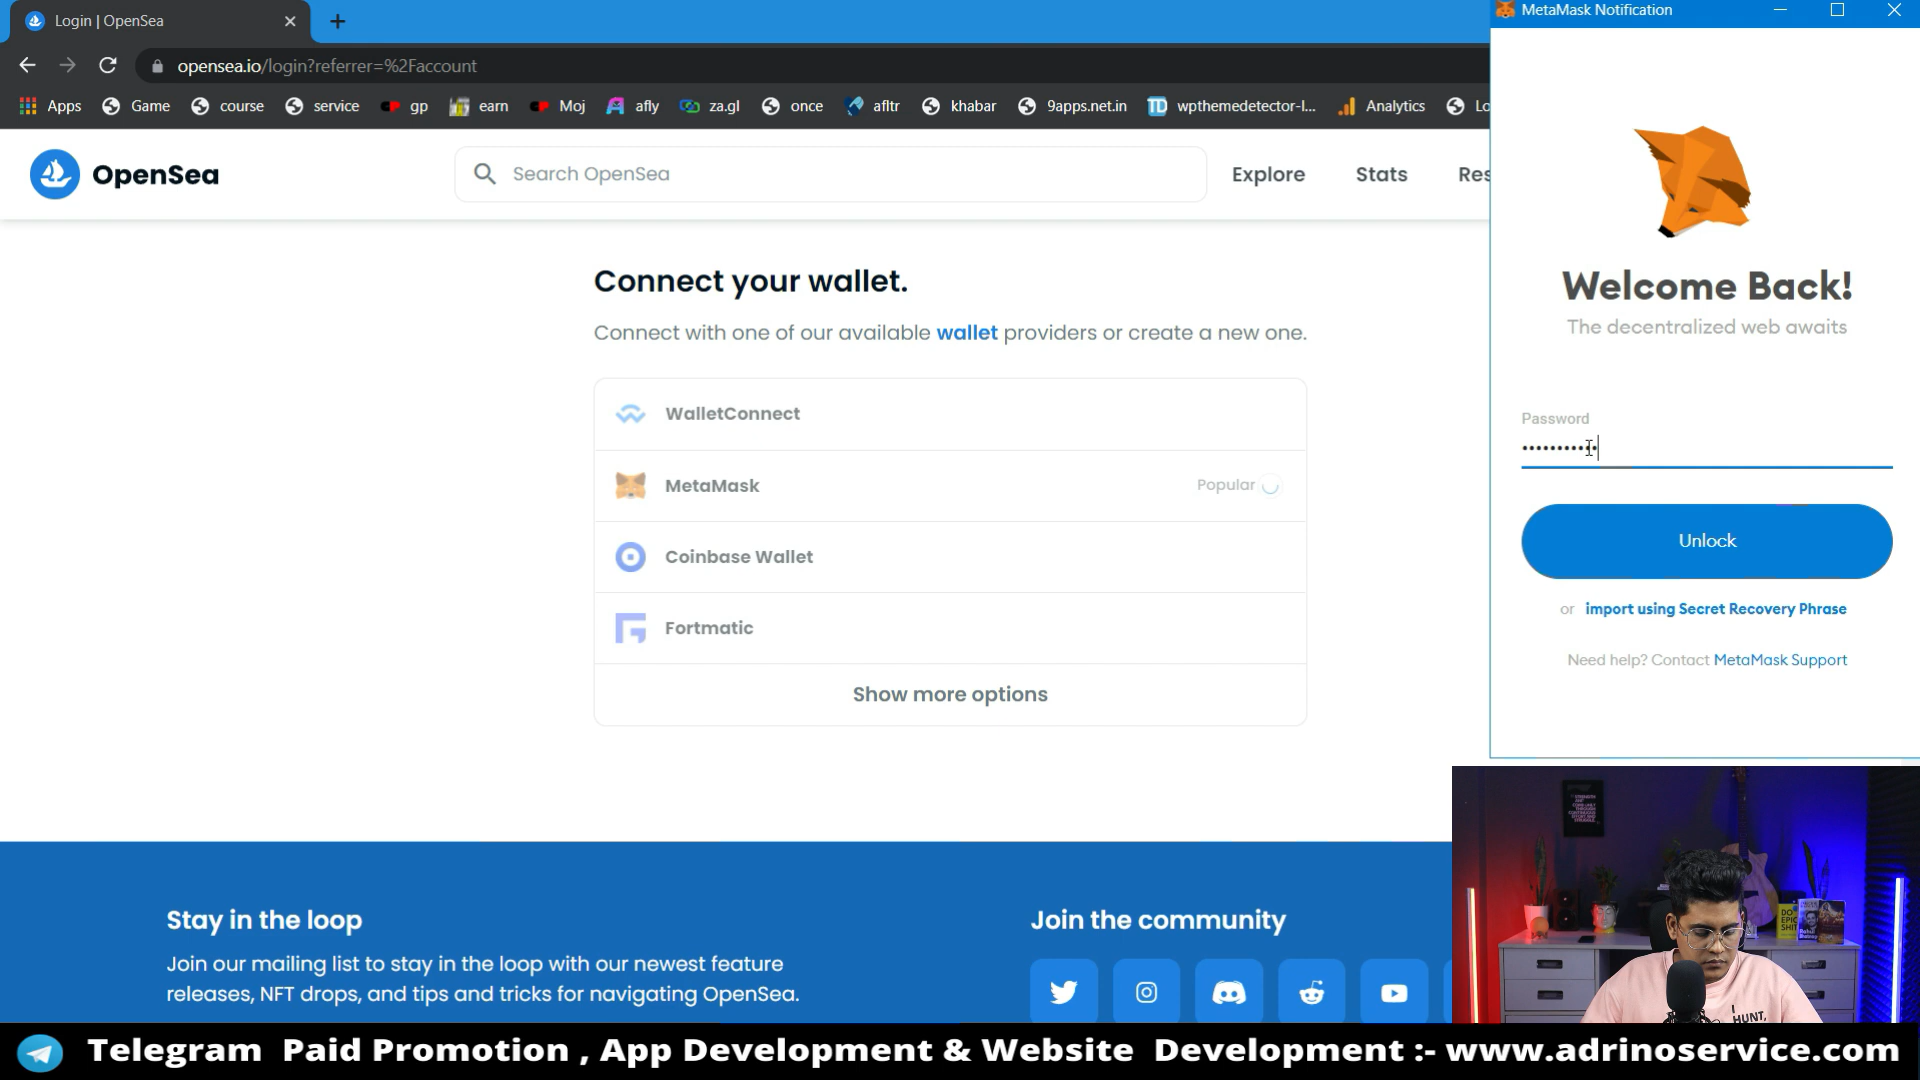 Login | OpenSea
MetaMask Notification
opensea.io/login?referrer=%2Faccount
Apps Game course service gp earn Moj afly za.gl once afltr khabar 9apps.net.in wpthemedetector-l... Analytics Lo
OpenSea
Search OpenSea
Explore Stats Res
Connect your wallet.
Connect with one of our available wallet providers or create a new one.
WalletConnect
MetaMask
Popular
Coinbase Wallet
Fortmatic
Show more options
Welcome Back!
The decentralized web awaits
Password
Unlock
or import using Secret Recovery Phrase
Need help? Contact MetaMask Support
Stay in the loop
Join our mailing list to stay in the loop with our newest feature
releases, NFT drops, and tips and tricks for navigating OpenSea.
Join the community
DO
EPIC
SHIT
I
HUNT,
Telegram Paid Promotion , App Development & Website Development :- www.adrinoservice.com